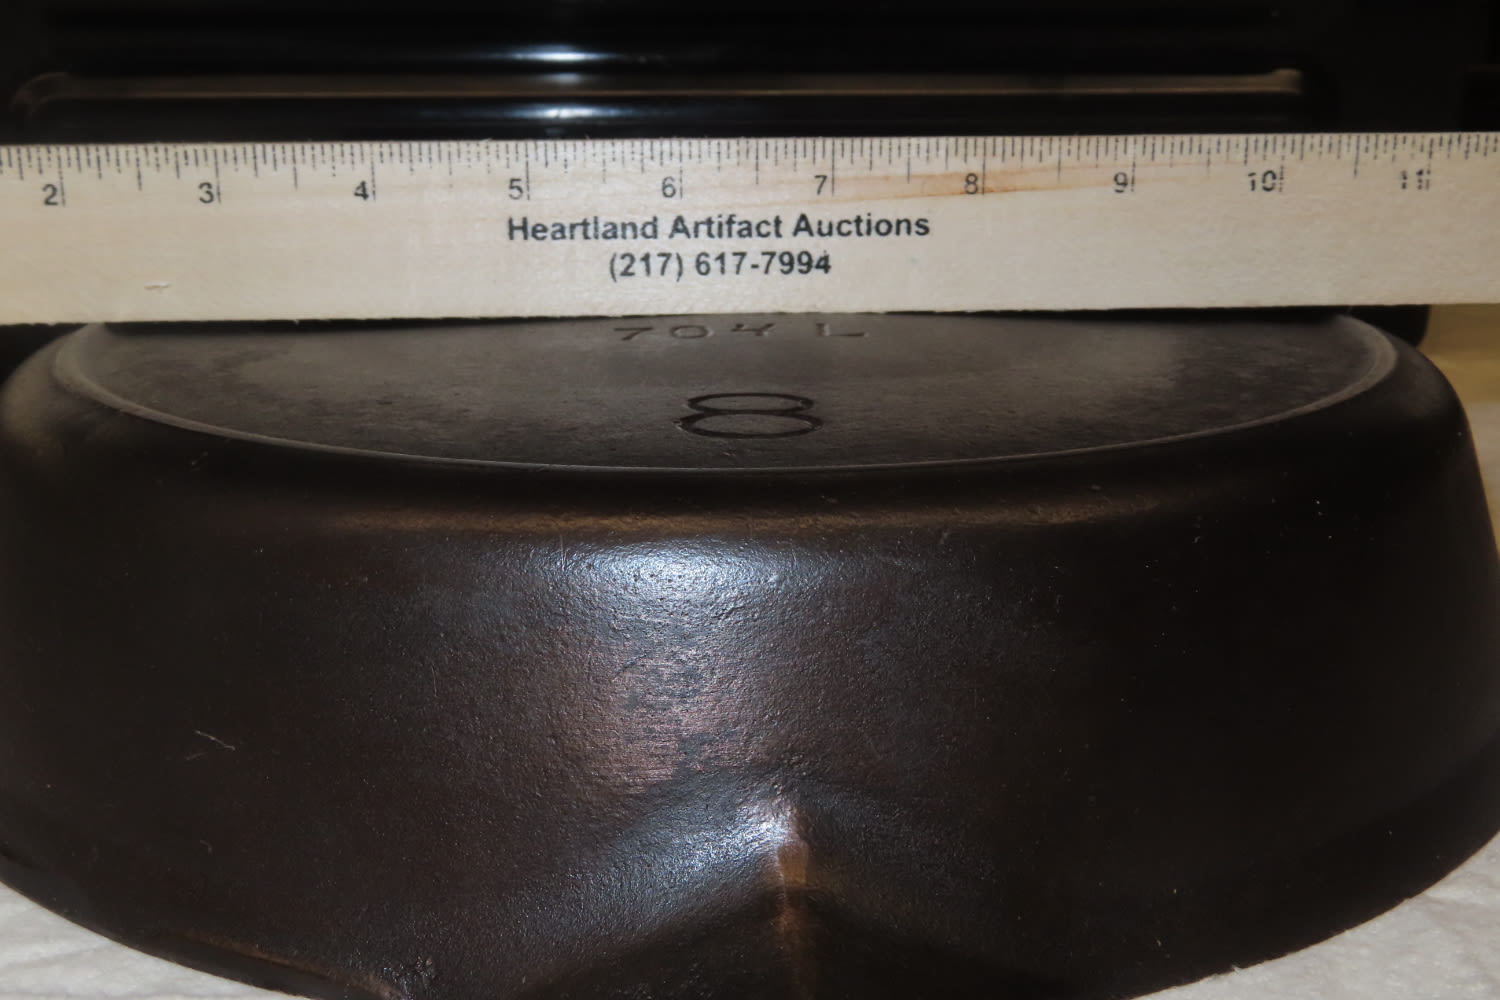 2 3 4 5 6 7 8 9 10 11
Heartland Artifact Auctions
(217) 617-7994
704 L
8